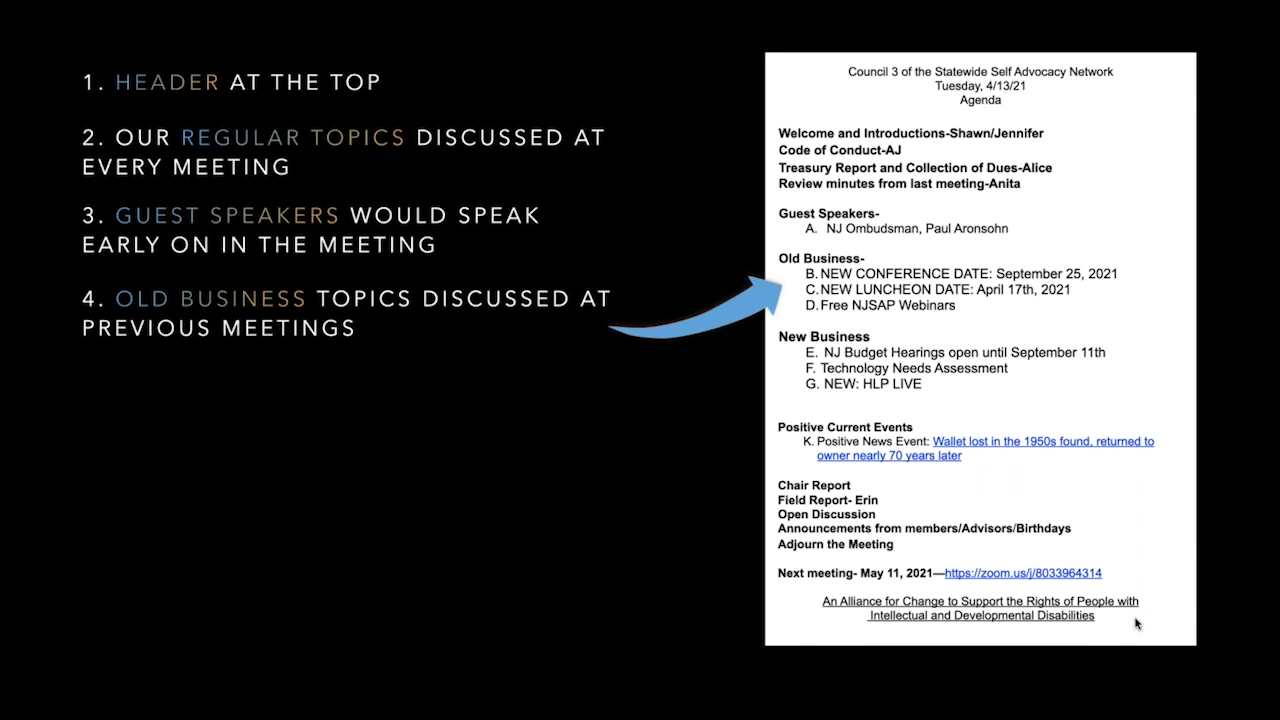 1. HEADER AT THE TOP
2. OUR REGULAR TOPICS DISCUSSED AT
EVERY MEETING
3. GUEST SPEAKERS WOULD SPEAK
EARLY ON IN THE MEETING
4. OLD BUSINESS TOPICS DISCUSSED AT
PREVIOUS MEETINGS
Council 3 of the Statewide Self Advocacy Network
Tuesday, 4/13/21
Agenda
Welcome and Introductions-Shawn/Jennifer
Code of Conduct-AJ
Treasury Report and Collection of Dues-Alice
Review minutes from last meeting-Anita
Guest Speakers-
A. NJ Ombudsman, Paul Aronsohn
Old Business-
B. NEW CONFERENCE DATE: September 25, 2021
C. NEW LUNCHEON DATE: April 17th, 2021
D. Free NJSAP Webinars
New Business
E. NJ Budget Hearings open until September 11th
F. Technology Needs Assessment
G. NEW: HLP LIVE
Positive Current Events
K. Positive News Event: Wallet lost in the 1950s found, returned to
owner nearly 70 years later
Chair Report
Field Report- Erin
Open Discussion
Announcements from members/Advisors/Birthdays
Adjourn the Meeting
Next meeting- May 11, 2021—https://zoom.us/j/8033964314
An Alliance for Change to Support the Rights of People with
Intellectual and Developmental Disabilities